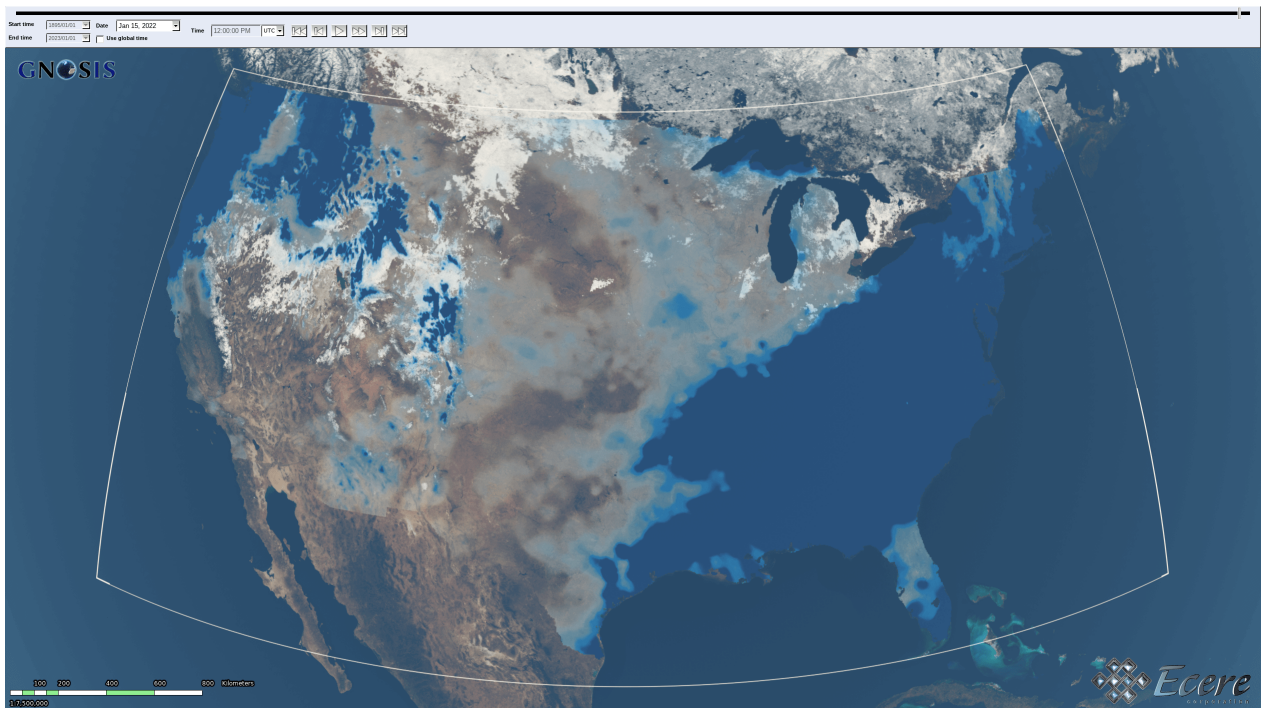 Start time 1895/01/01 Date Jan 15, 2022 Time 12:00:00 PM UTC
End time 2023/01/01 Use global time
GNOSIS
100 200 400 600 800 Kilometers
1:7,500,000
Ecere